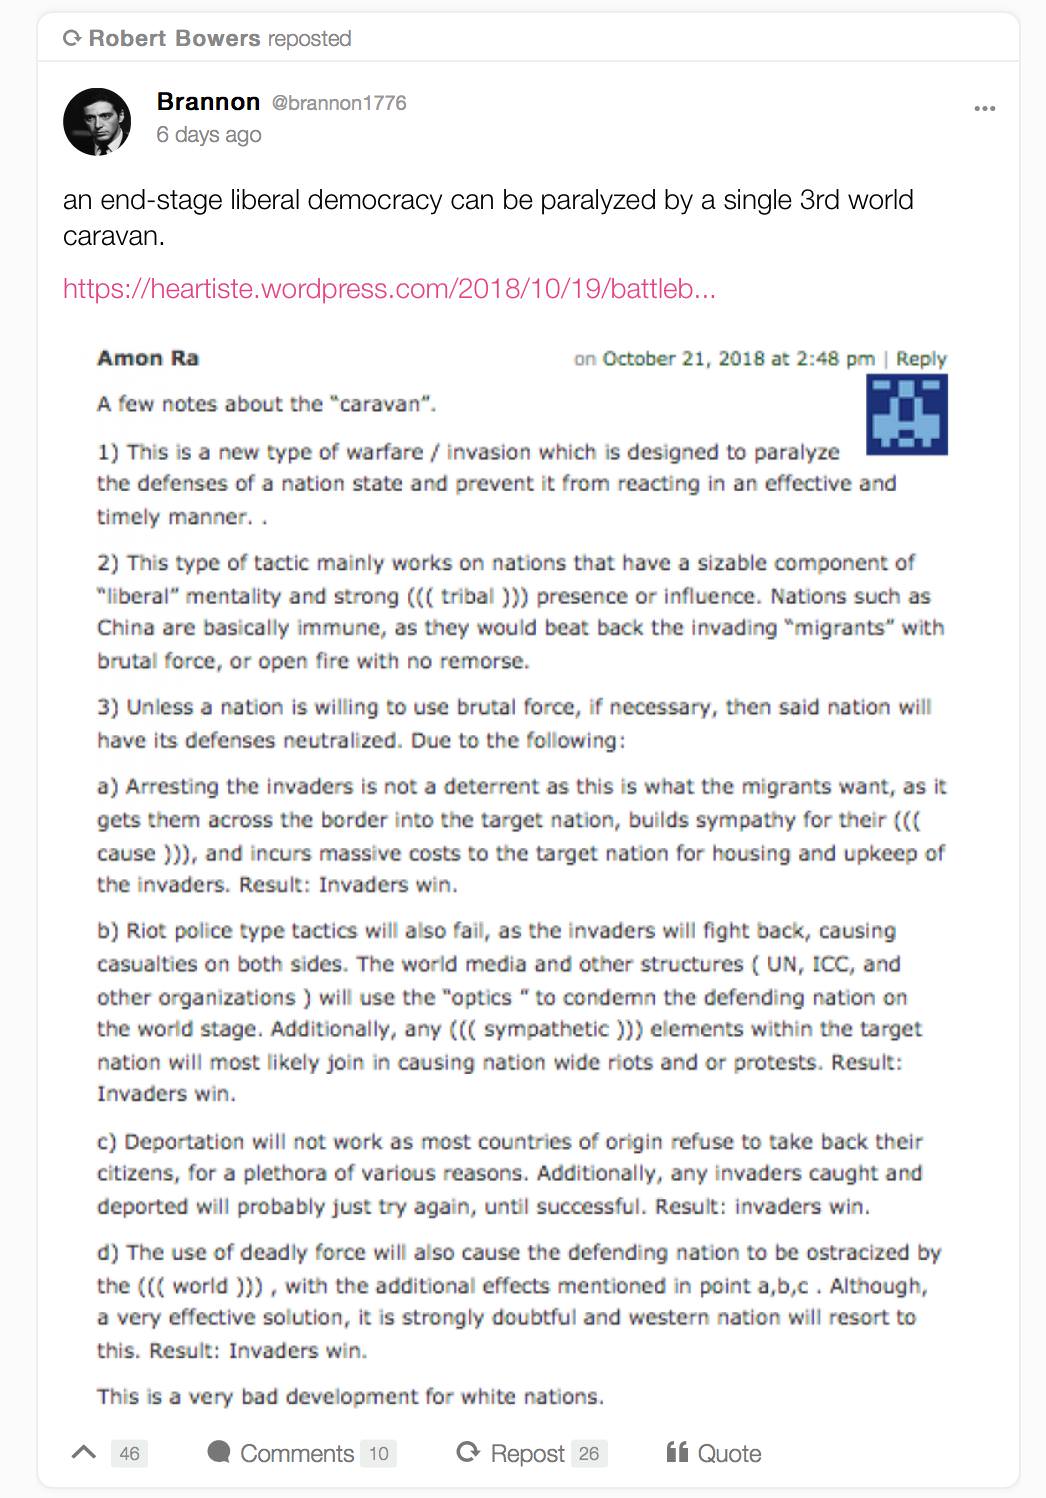 Robert Bowers reposted
Brannon @brannon1776
6 days ago
an end-stage liberal democracy can be paralyzed by a single 3rd world
caravan.
https://heartiste.wordpress.com/2018/10/19/battleb...
Amon Ra on October 21, 2018 at 2:48 pm | Reply
A few notes about the "caravan".
1) This is a new type of warfare / invasion which is designed to paralyze
the defenses of a nation state and prevent it from reacting in an effective and
timely manner. .
2) This type of tactic mainly works on nations that have a sizable component of
"liberal" mentality and strong ((( tribal ))) presence or influence. Nations such as
China are basically immune, as they would beat back the invading "migrants" with
brutal force, or open fire with no remorse.
3) Unless a nation is willing to use brutal force, if necessary, then said nation will
have its defenses neutralized. Due to the following:
a) Arresting the invaders is not a deterrent as this is what the migrants want, as it
gets them across the border into the target nation, builds sympathy for their (((
cause ))), and incurs massive costs to the target nation for housing and upkeep of
the invaders. Result: Invaders win.
b) Riot police type tactics will also fail, as the invaders will fight back, causing
casualties on both sides. The world media and other structures ( UN, ICC, and
other organizations ) will use the "optics " to condemn the defending nation on
the world stage. Additionally, any ((( sympathetic ))) elements within the target
nation will most likely join in causing nation wide riots and or protests. Result:
Invaders win.
c) Deportation will not work as most countries of origin refuse to take back their
citizens, for a plethora of various reasons. Additionally, any invaders caught and
deported will probably just try again, until successful. Result: invaders win.
d) The use of deadly force will also cause the defending nation to be ostracized by
the ((( world ))) , with the additional effects mentioned in point a,b,c . Although,
a very effective solution, it is strongly doubtful and western nation will resort to
this. Result: Invaders win.
This is a very bad development for white nations.
46 Comments 10 Repost 26 Quote